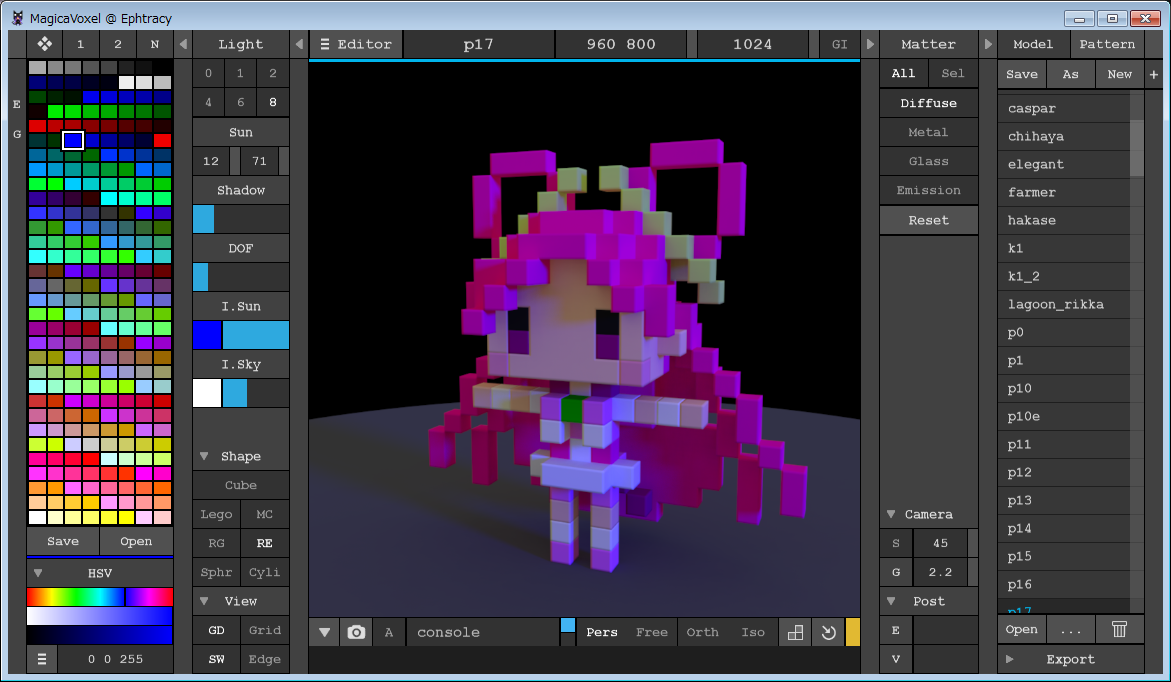 MagicaVoxel @ Ephtracy
1 2 N
E
G
Save Open
HSV
0 0 255
Light
0 1 2
4 6 8
Sun
12 71
Shadow
DOF
I.Sun
I.Sky
Shape
Cube
Lego MC
RG RE
Sphr Cyli
View
GD Grid
SW Edge
Editor p17 960 800 1024 GI
A console Pers Free Orth Iso
Matter
All Sel
Diffuse
Metal
Glass
Emission
Reset
Camera
S 45
G 2.2
Post
E
V
Model Pattern
Save As New +
caspar
chihaya
elegant
farmer
hakase
k1
k1_2
lagoon_rikka
p0
p1
p10
p10e
p11
p12
p13
p14
p15
p16
p17
Open ...
Export